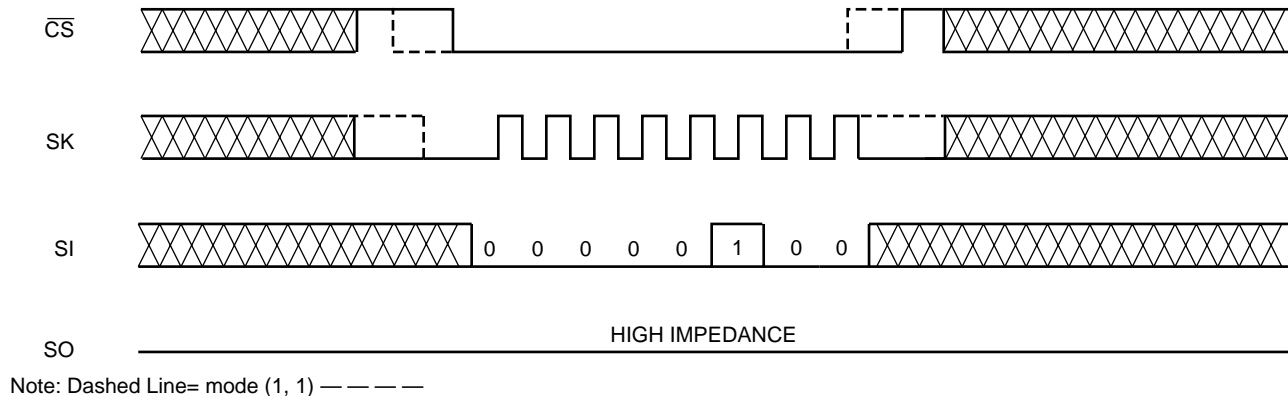 C̅S̅
SK
SI 0 0 0 0 0 1 0 0
HIGH IMPEDANCE
SO
Note: Dashed Line= mode (1, 1) — — — —